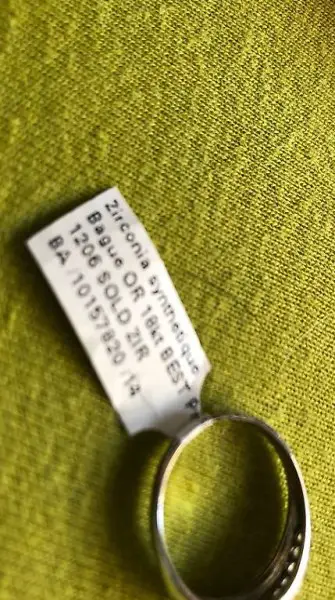 Zirconia synthetique
Bague OR 18kt BEST P
1206 SOLD ZIR
BA /10157820 /14